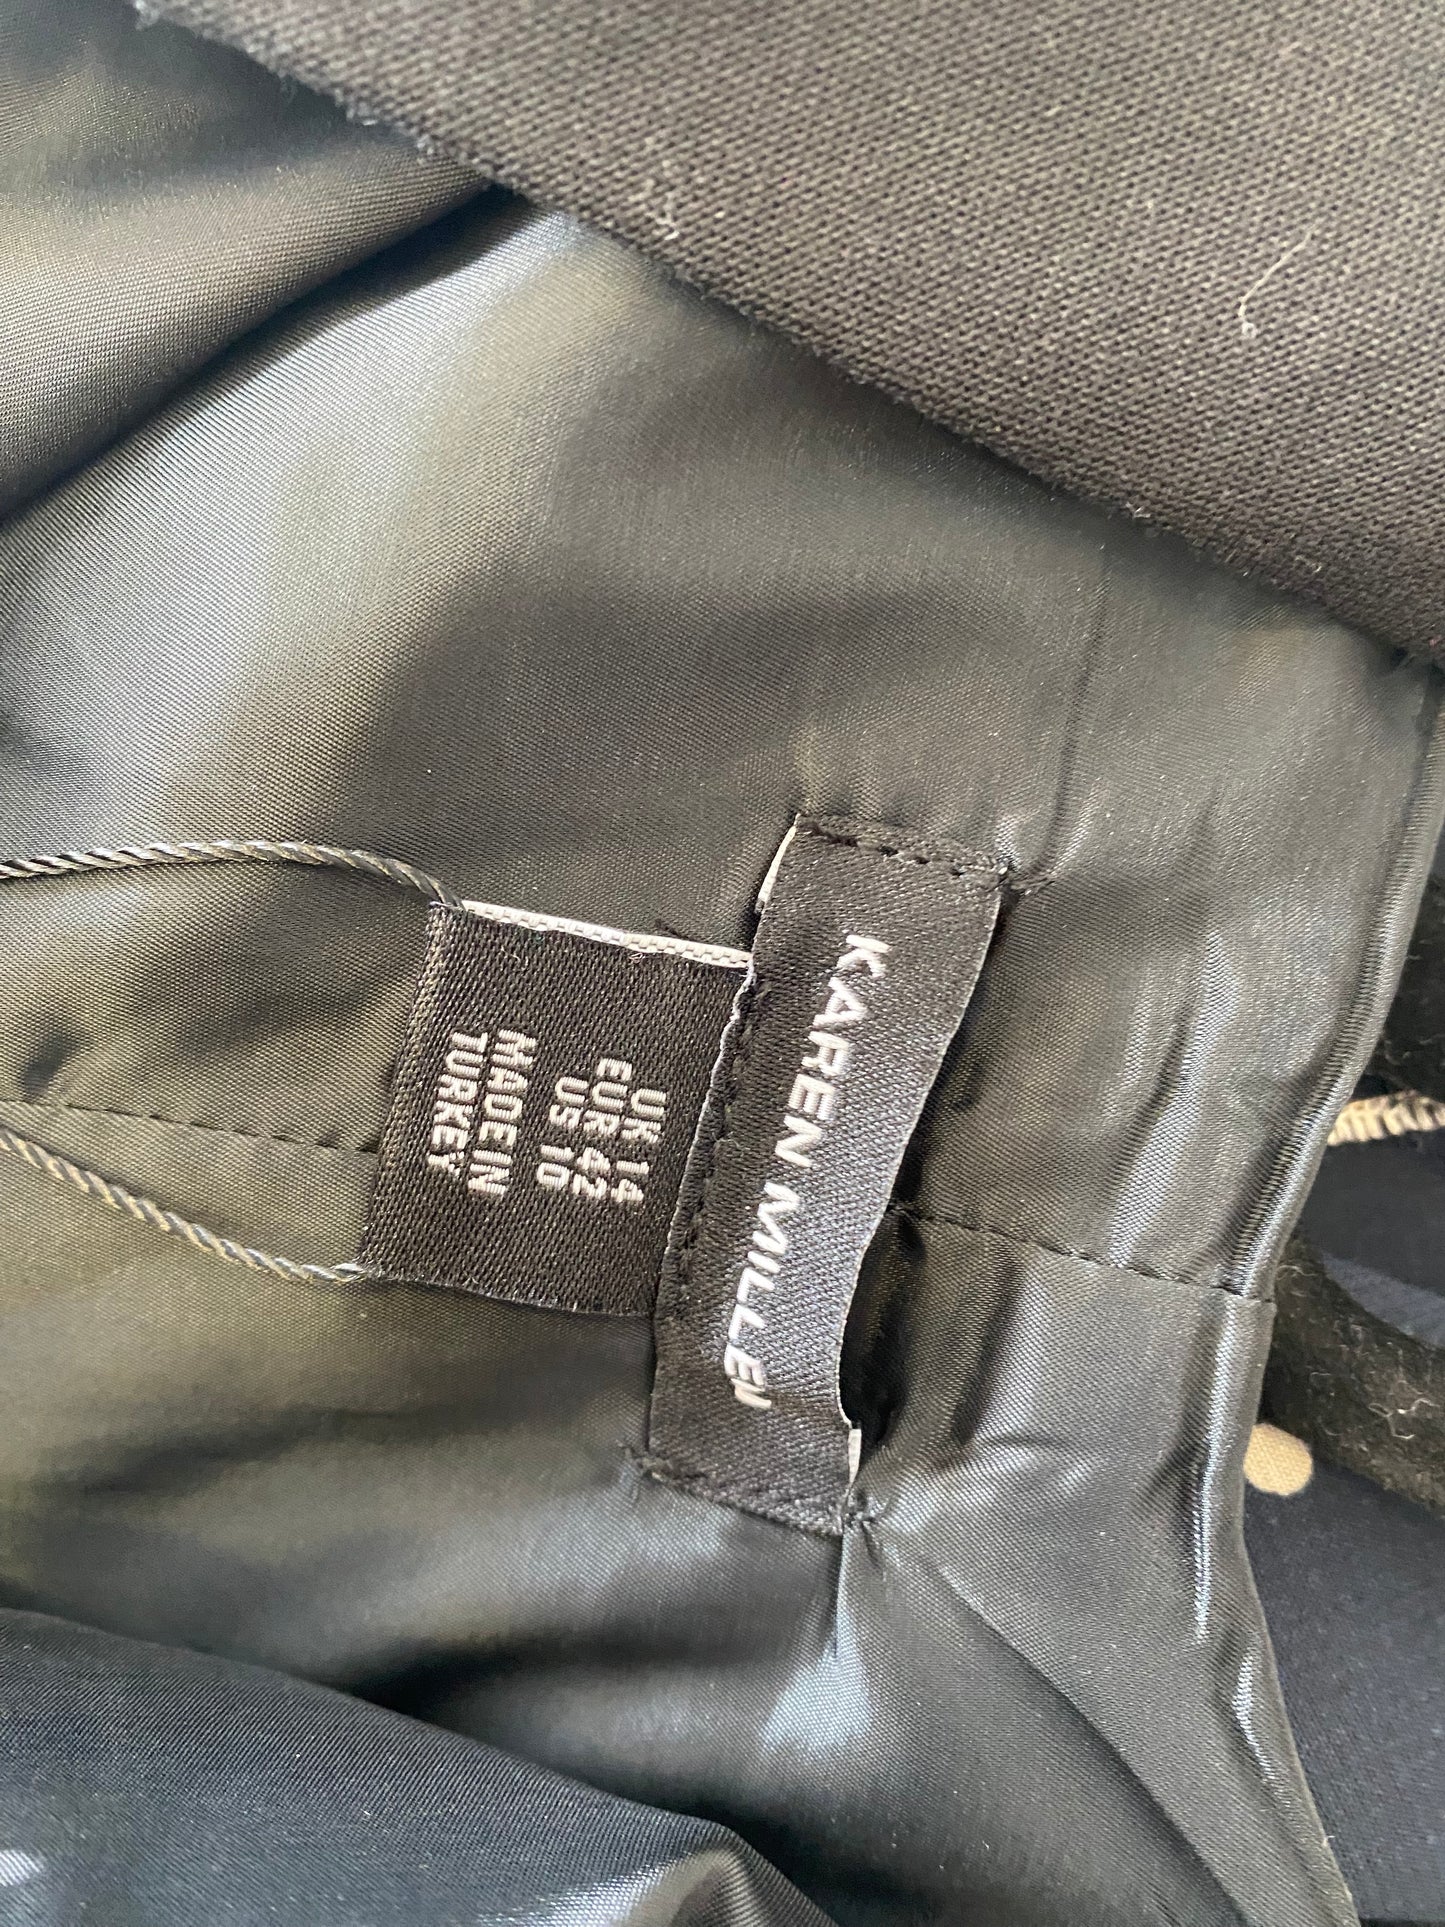 KAREN MILLEN
UK 14
EUR 42
US 10
MADE IN
TURKEY